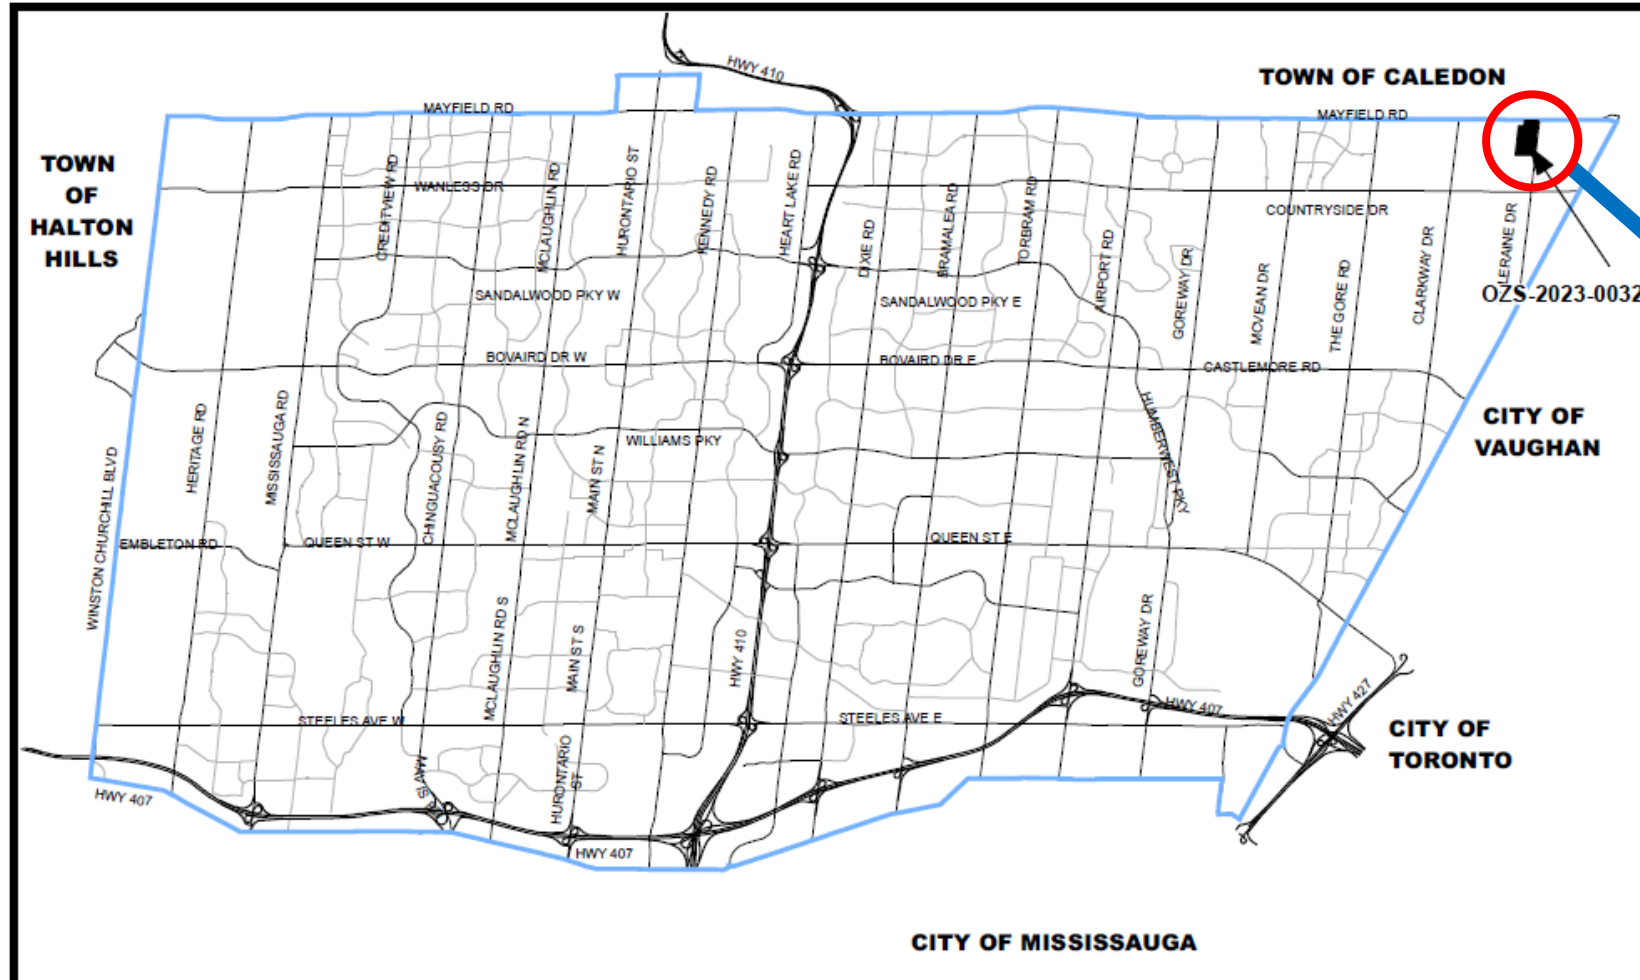 HWY 410
TOWN OF CALEDON
MAYFIELD RD
MAYFIELD RD
TOWN
OF
HALTON
HILLS
WANLESS DR
CREDITVIEW RD
MCLAUGHLIN RD
HURONTARIO ST
KENNEDY RD
HEART LAKE RD
DIXIE RD
BRAMALEA RD
TORBRAM RD
AIRPORT RD
GOREWAY DR
MCVEAN DR
THE GORE RD
CLARKWAY DR
COUNTRYSIDE DR
LERAINE DR
OZS-2023-0032
SANDALWOOD PKY W
SANDALWOOD PKY E
BOVAIRD DR W
BOVAIRD DR E
CASTLEMORE RD
CITY OF
VAUGHAN
WINSTON CHURCHILL BLVD
HERITAGE RD
MISSISSAUGA RD
CHINGUACOUSY RD
MCLAUGHLIN RD N
MAIN ST N
WILLIAMS PKY
HUMBERWEST PKY
EMBLETON RD
QUEEN ST W
QUEEN ST E
MCLAUGHLIN RD S
MAIN ST S
HWY 410
GOREWAY DR
STEELES AVE W
STEELES AVE E
HWY 407
HWY 427
CITY OF
TORONTO
HWY 407
MAVIS
HURONTARIO
ST
HWY 407
CITY OF MISSISSAUGA